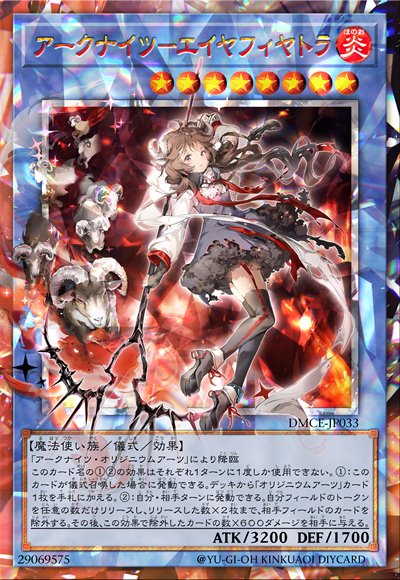 アークナイツーエイヤフィヤトラ
ほのお
炎
DMCE-JP033
【魔法使い族／儀式／効果】
「アークナイツ・オリジニウムアーツ」により降臨
このカード名の①②の効果はそれぞれ1ターンに1度しか使用できない。①：この
カードが儀式召喚した場合に発動できる。デッキから「オリジニウムアーツ」カード
1枚を手札に加える。②：自分・相手ターンに発動できる。自分フィールドのトークン
を任意の数だけリリースし、リリースした数×2枚まで、相手フィールドのカードを
除外する。その後、この効果で除外したカードの数×600ダメージを相手に与える。
ATK/3200 DEF/1700
29069575
@YU-GI-OH KINKUAOI DIYCARD